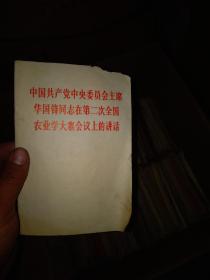 中国共产党中央委员会主席
华国锋同志在第二次全国
农业学大寨会议上的讲话